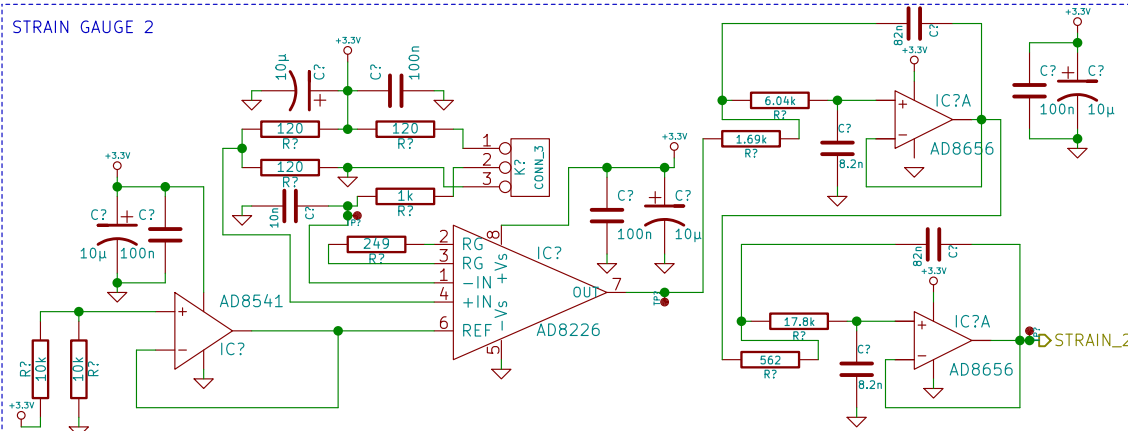 STRAIN GAUGE 2
+3.3V
10µ
C?
C?
100n
120
R?
120
R?
120
R?
1
2
3
K?
CONN_3
10n
C?
1k
R?
TP?
+3.3V
C?
10µ
C?
100n
249
R?
2
RG
3
RG
1
-IN
4
+IN
6
REF
8
+Vs
-Vs
5
OUT
7
IC?
AD8226
+3.3V
C?
100n
C?
10µ
TP?
AD8541
IC?
R?
10k
10k
R?
+3.3V
82n
C?
+3.3V
6.04k
R?
1.69k
R?
C?
8.2n
IC?A
AD8656
+3.3V
C?
100n
C?
10µ
82n
C?
+3.3V
17.8k
R?
562
R?
C?
8.2n
IC?A
AD8656
STRAIN_2